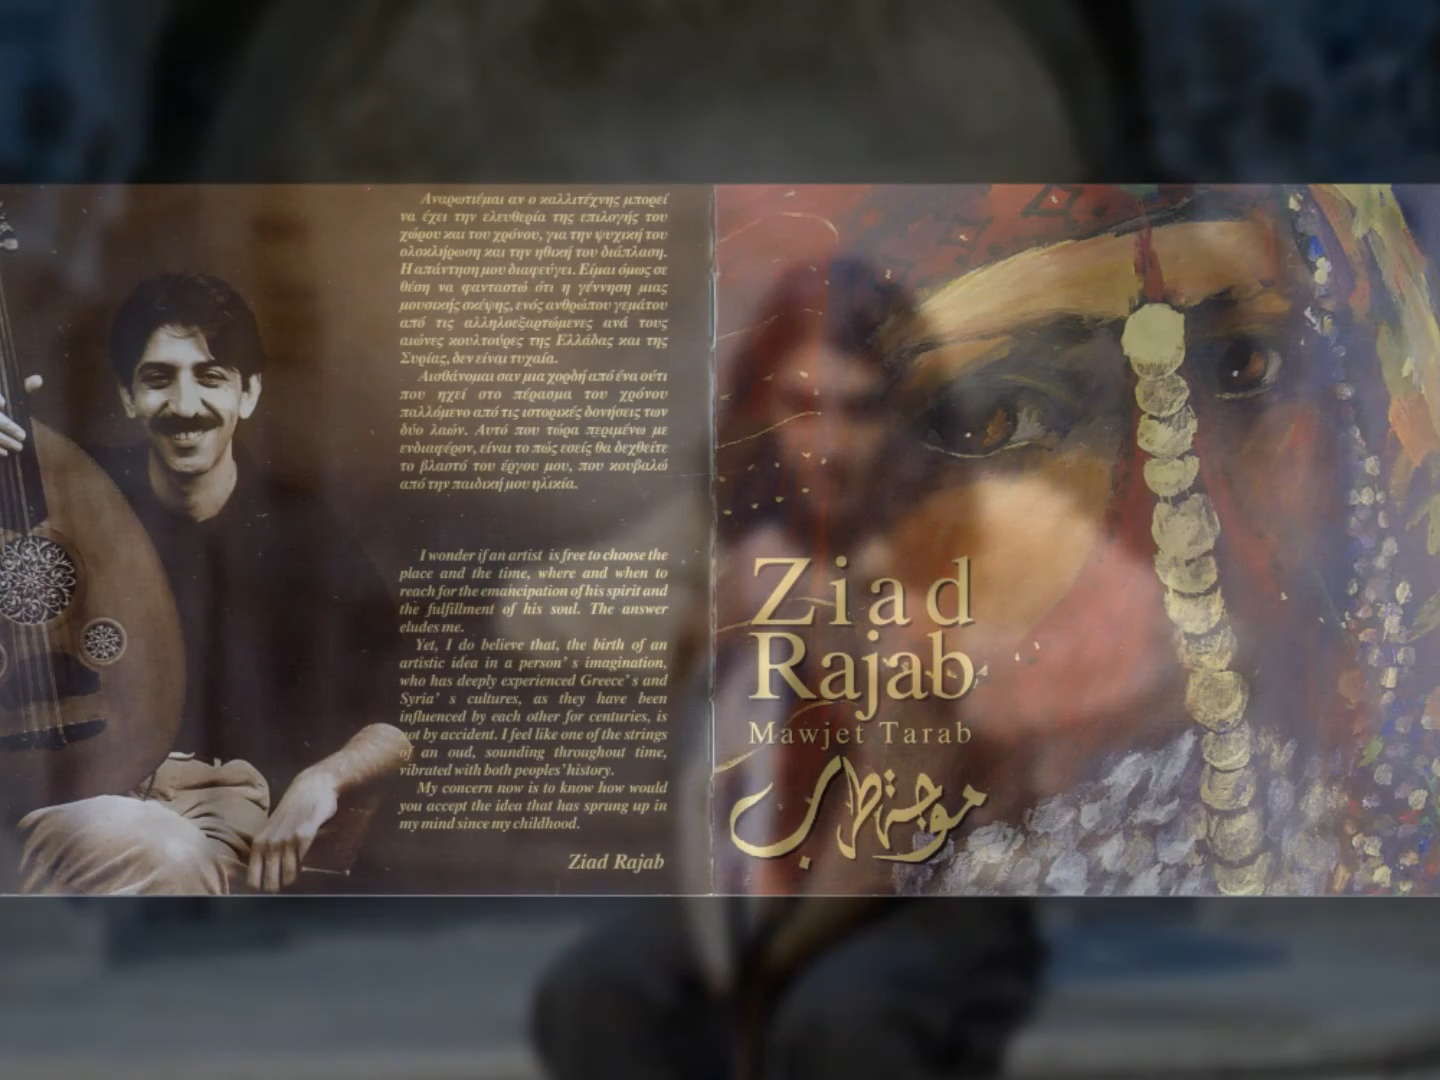 Αναρωτιέμαι αν ο καλλιτέχνης μπορεί
να έχει την ελευθερία της επιλογής του
χώρου και του χρόνου, για την ψυχική του
ολοκλήρωση και την ηθική του διάπλαση.
Η απάντηση μου διαφεύγει. Είμαι όμως σε
θέση να φανταστώ ότι η γέννηση μιας
μουσικής σκέψης, ενός ανθρώπου γεμάτου
από τις αλληλοεξαρτώμενες ανά τους
αιώνες κουλτούρες της Ελλάδας και της
Συρίας, δεν είναι τυχαία.
Αισθάνομαι σαν μια χορδή από ένα ούτι
που ηχεί στο πέρασμα του χρόνου
παλλόμενο από τις ιστορικές δονήσεις των
δύο λαών. Αυτό που τώρα περιμένω με
ενδιαφέρον, είναι το πώς εσείς θα δεχθείτε
το βλαστό του έργου μου, που κουβαλώ
από την παιδική μου ηλικία.
I wonder if an artist is free to choose the
place and the time, where and when to
reach for the emancipation of his spirit and
the fulfillment of his soul. The answer
eludes me.
Yet, I do believe that, the birth of an
artistic idea in a person's imagination,
who has deeply experienced Greece's and
Syria's cultures, as they have been
influenced by each other for centuries, is
not by accident. I feel like one of the strings
of an oud, sounding throughout time,
vibrated with both peoples' history.
My concern now is to know how would
you accept the idea that has sprung up in
my mind since my childhood.
Ziad Rajab
Ziad
Rajab
Mawjet Tarab
موجة طرب